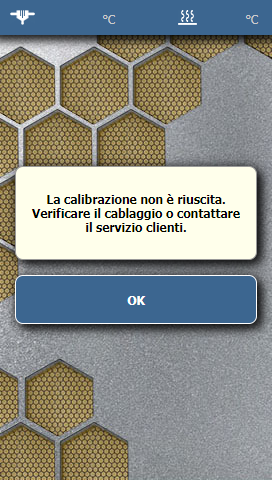 °C °C
La calibrazione non è riuscita.
Verificare il cablaggio o contattare
il servizio clienti.
OK